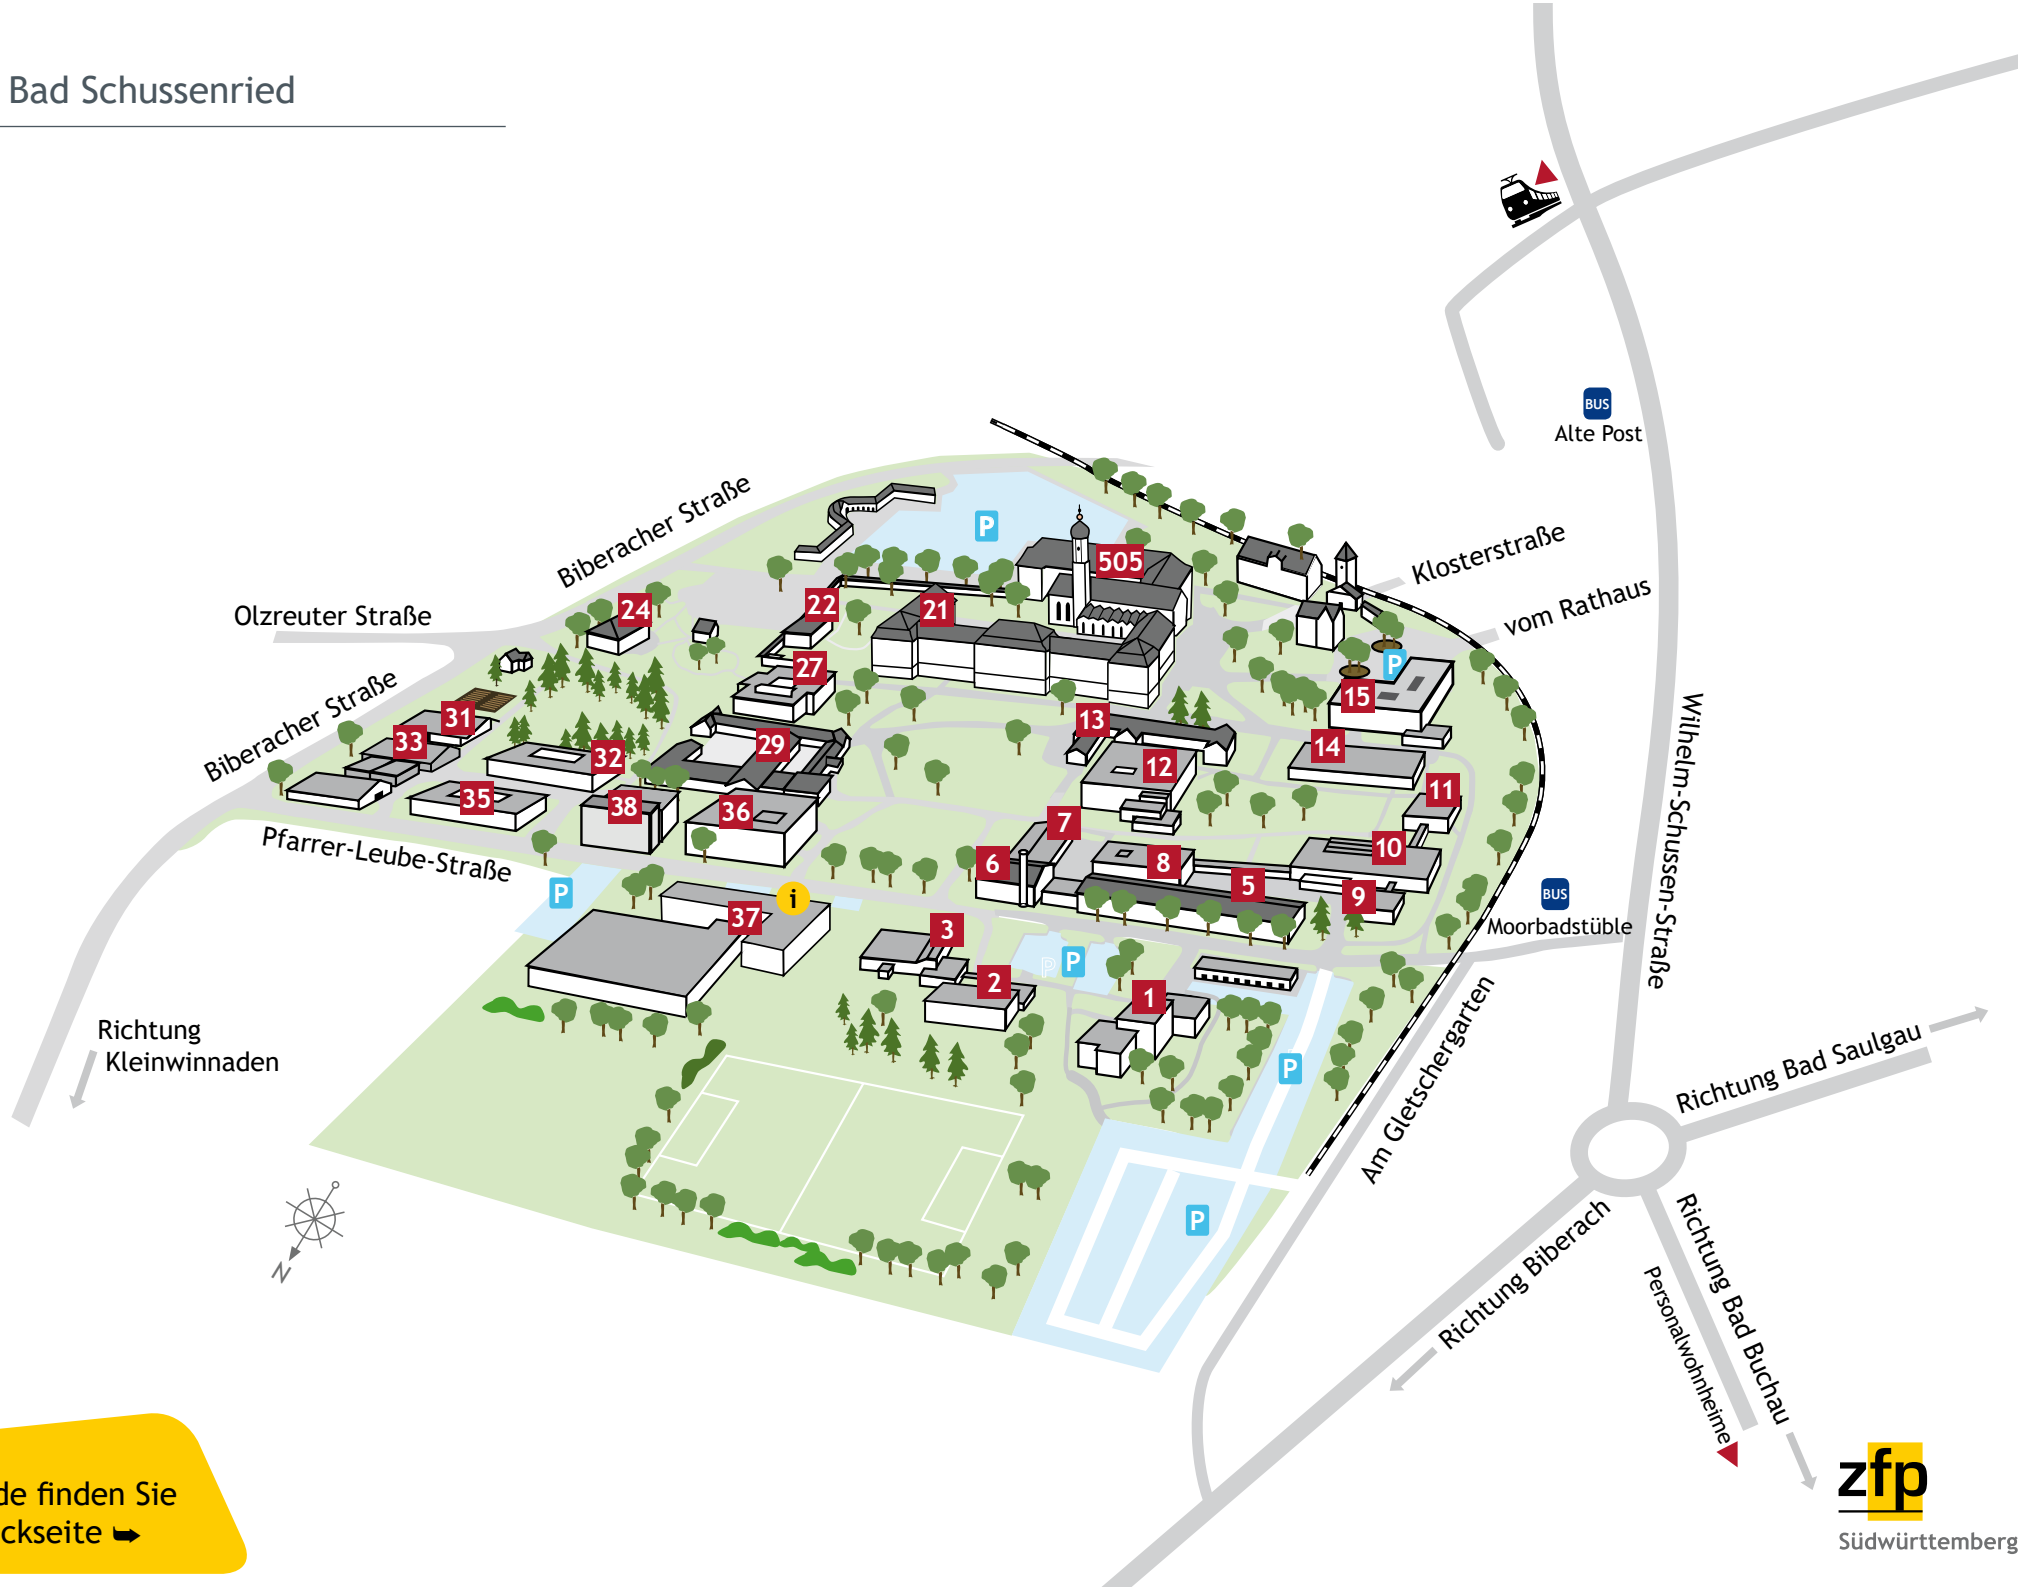 Bad Schussenried
BUS
Alte Post
Biberacher Straße
P
Klosterstraße
505
vom Rathaus
Olzreuter Straße
24
22
21
27
P
15
Biberacher Straße
31
33
29
13
32
12
14
11
35
38
36
7
10
Pfarrer-Leube-Straße
6
8
5
9
P
i
37
BUS
Moorbadstüble
Wilhelm-Schussen-Straße
3
P
P
2
1
Richtung
Kleinwinnaden
P
Am Gletschergarten
Richtung Bad Saulgau
N
P
Richtung Biberach
Richtung Bad Buchau
Personalwohnheime
de finden Sie
ckseite ➥
zfp
Südwürttemberg